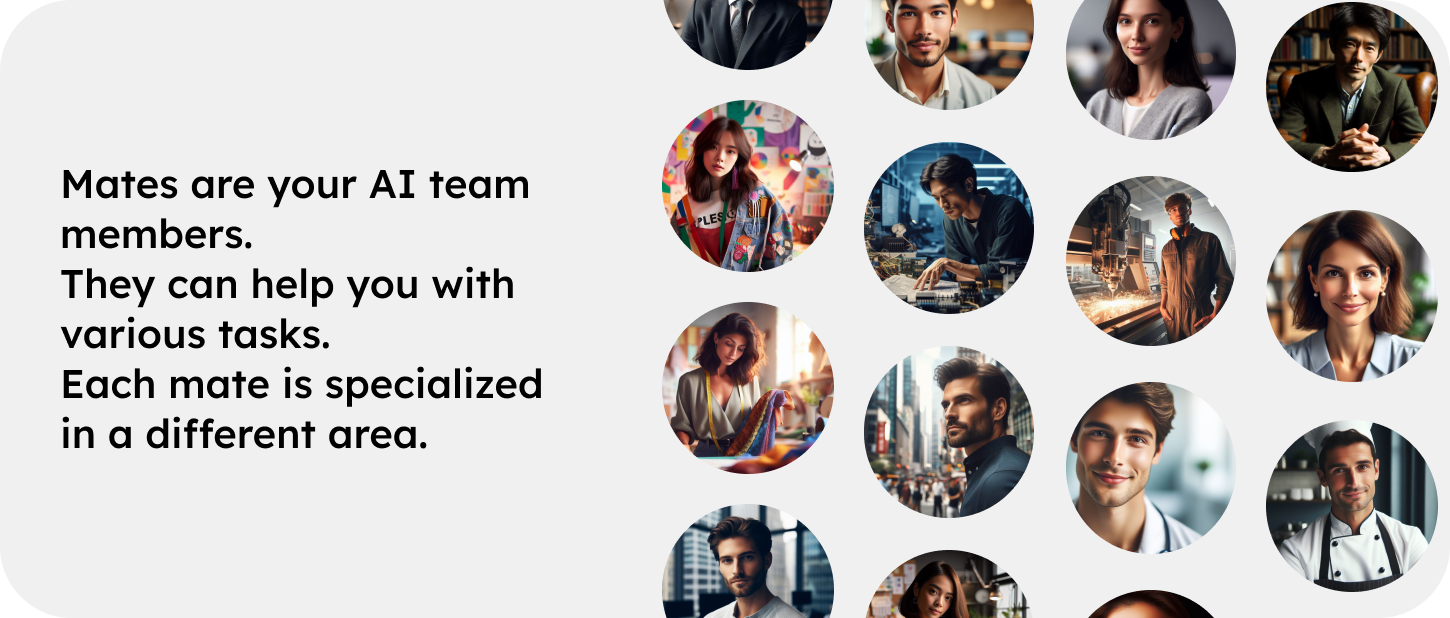 Mates are your AI team
members.
They can help you with
various tasks.
Each mate is specialized
in a different area.